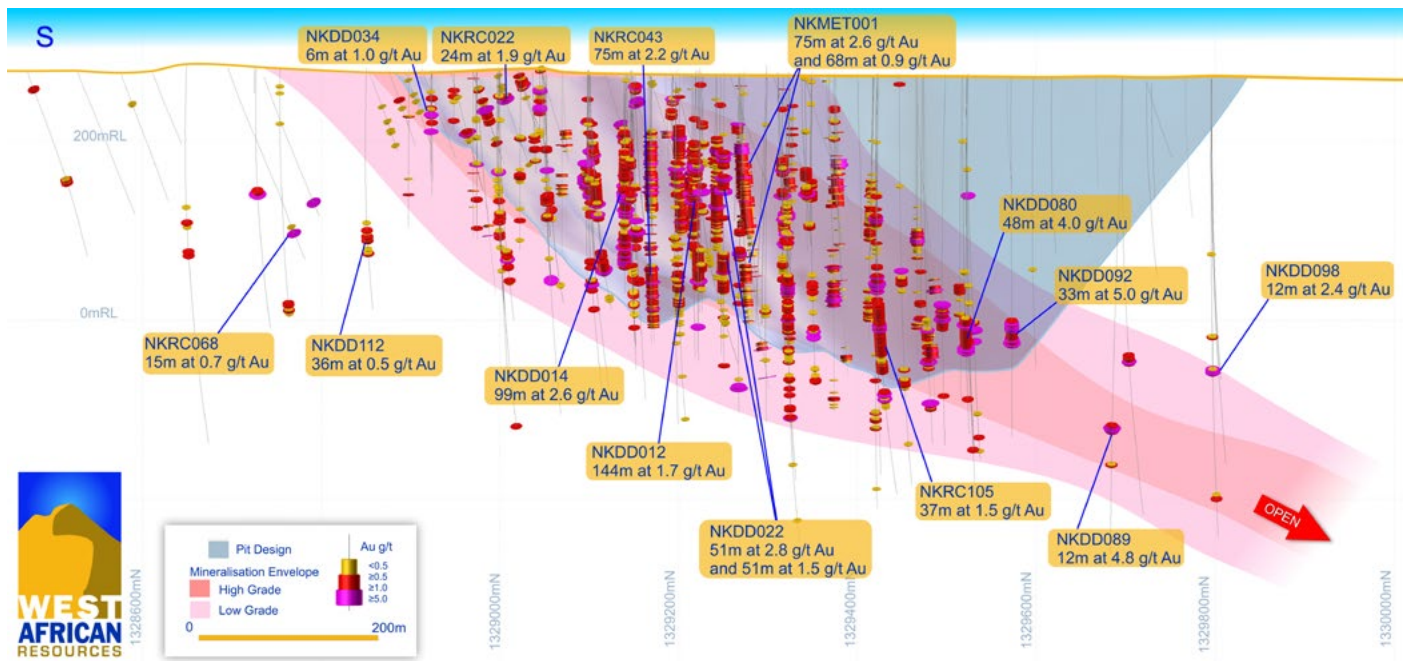 S
NKDD034
6m at 1.0 g/t Au
NKRC022
24m at 1.9 g/t Au
NKRC043
75m at 2.2 g/t Au
NKMET001
75m at 2.6 g/t Au
and 68m at 0.9 g/t Au
200mRL
NKDD080
48m at 4.0 g/t Au
NKDD092
33m at 5.0 g/t Au
NKDD098
12m at 2.4 g/t Au
0mRL
NKRC068
15m at 0.7 g/t Au
NKDD112
36m at 0.5 g/t Au
NKDD014
99m at 2.6 g/t Au
NKDD012
144m at 1.7 g/t Au
NKRC105
37m at 1.5 g/t Au
NKDD022
51m at 2.8 g/t Au
and 51m at 1.5 g/t Au
NKDD089
12m at 4.8 g/t Au
OPEN
WEST
AFRICAN
RESOURCES
Pit Design
Mineralisation Envelope
High Grade
Low Grade
Au g/t
<0.5
≥0.5
≥1.0
≥5.0
0
200m
1328600mN
1329000mN
1329200mN
1329400mN
1329600mN
1329800mN
1330000mN